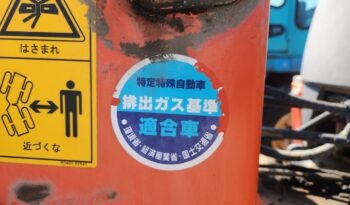 はさまれ
近づくな
特定特殊自動車
排出ガス基準
適合車
環境省・経済産業省・国土交通省